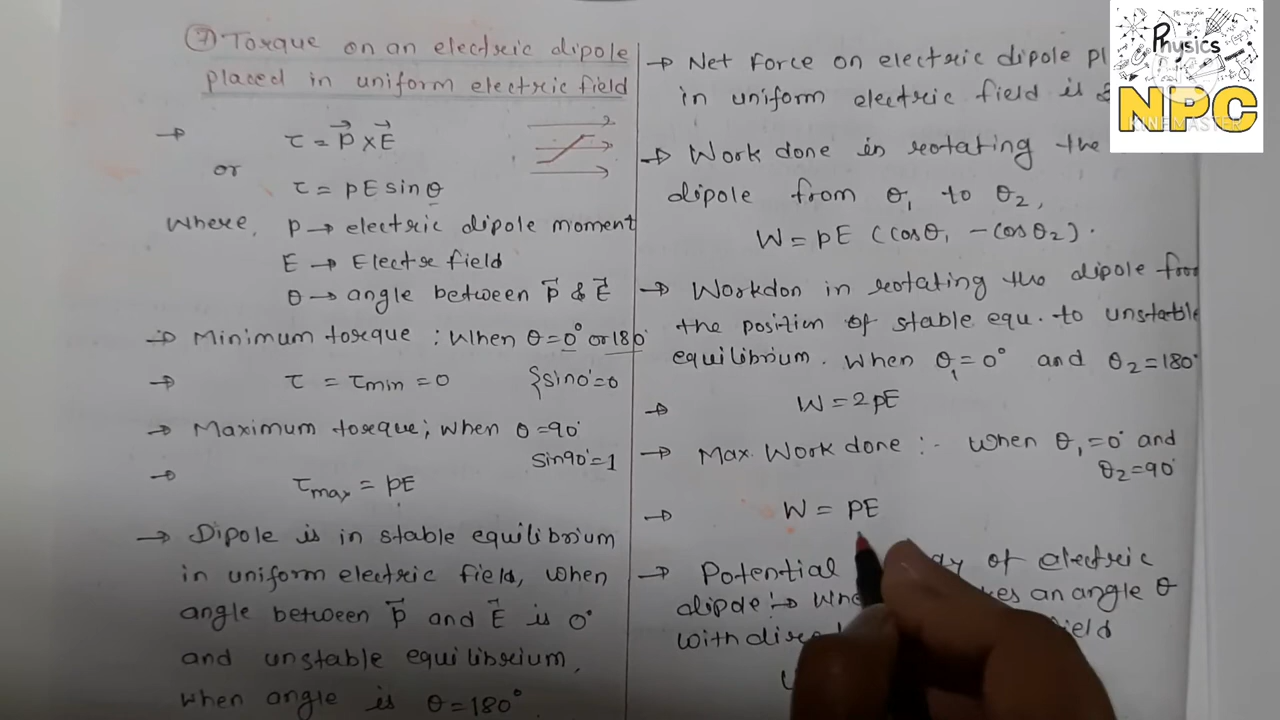 ⑦ Torque on an electric dipole
placed in uniform electric field
→ τ = p⃗ × E⃗
or
τ = pE sinθ
Where, p → electric dipole moment
E → Electre field
θ → angle between p⃗ & E⃗
→ Minimum torque : When θ=0° or 180°
→ τ = τmin = 0 {sin0°=0
→ Maximum torque; when θ=90°
sin90°=1
→ τmax = pE
→ Dipole is in stable equilibrium
in uniform electric field, when
angle between p⃗ and E⃗ is 0°
and unstable equilibrium,
when angle is θ=180°.
→ Net Force on electric dipole
in uniform electric field is
→ Work done in rotating the
dipole from θ₁ to θ₂,
W = pE (cosθ₁ - cosθ₂).
→ Workdon in rotating the dipole from
the position of stable equ. to unstable
equilibrium. When θ₁=0° and θ₂=180°
→ W = 2pE
→ Max. Work done :- when θ₁=0° and
θ₂=90°
→ W = PE
→ Potential of electric
dipole :→ an angle θ
Physics
NPC
KINEMASTER